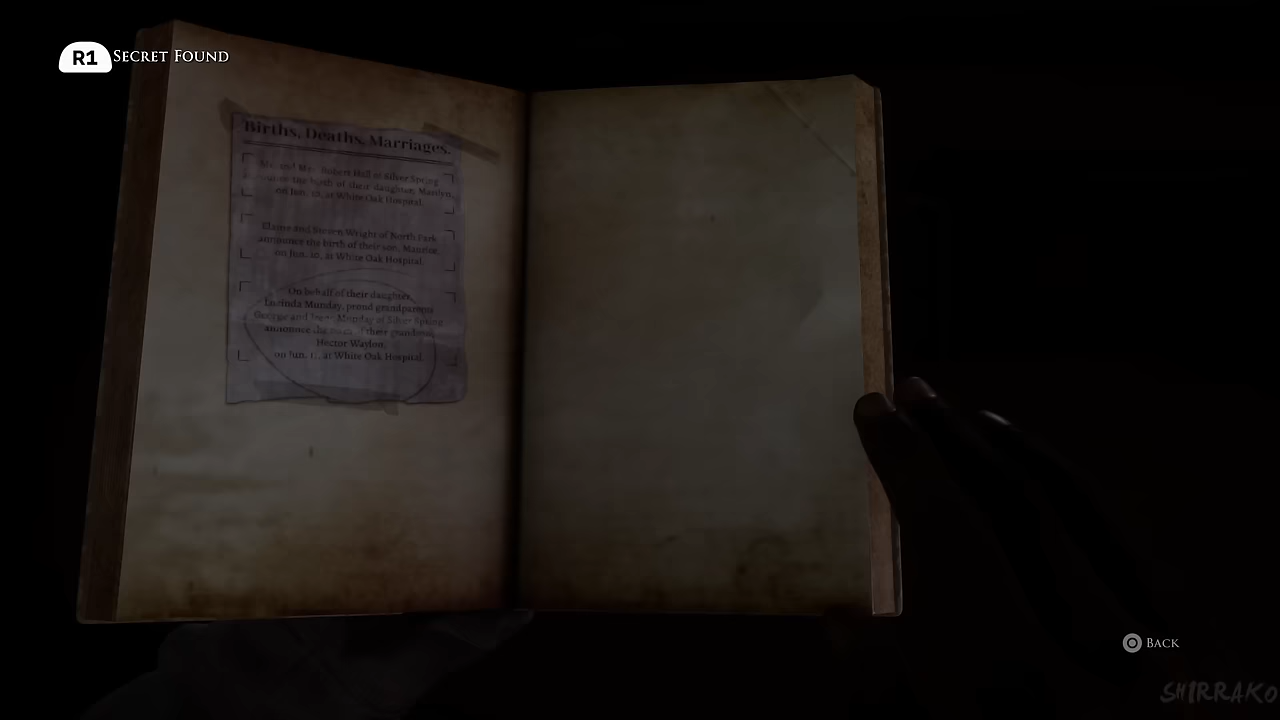 R1 SECRET FOUND
Births, Deaths, Marriages.
Mr. and Mrs. Robert Hall of Silver Spring
announce the birth of their daughter, Marilyn,
on Jun. 10, at White Oak Hospital.
Elaine and Steven Wright of North Park
announce the birth of their son, Maurice,
on Jun. 10, at White Oak Hospital.
On behalf of their daughter,
Lucinda Munday, proud grandparents
George and Irene Munday of Silver Spring
announce the birth of their grandson,
Hector Waylon,
on Jun. at White Oak Hospital.
BACK
SHIRRAKO